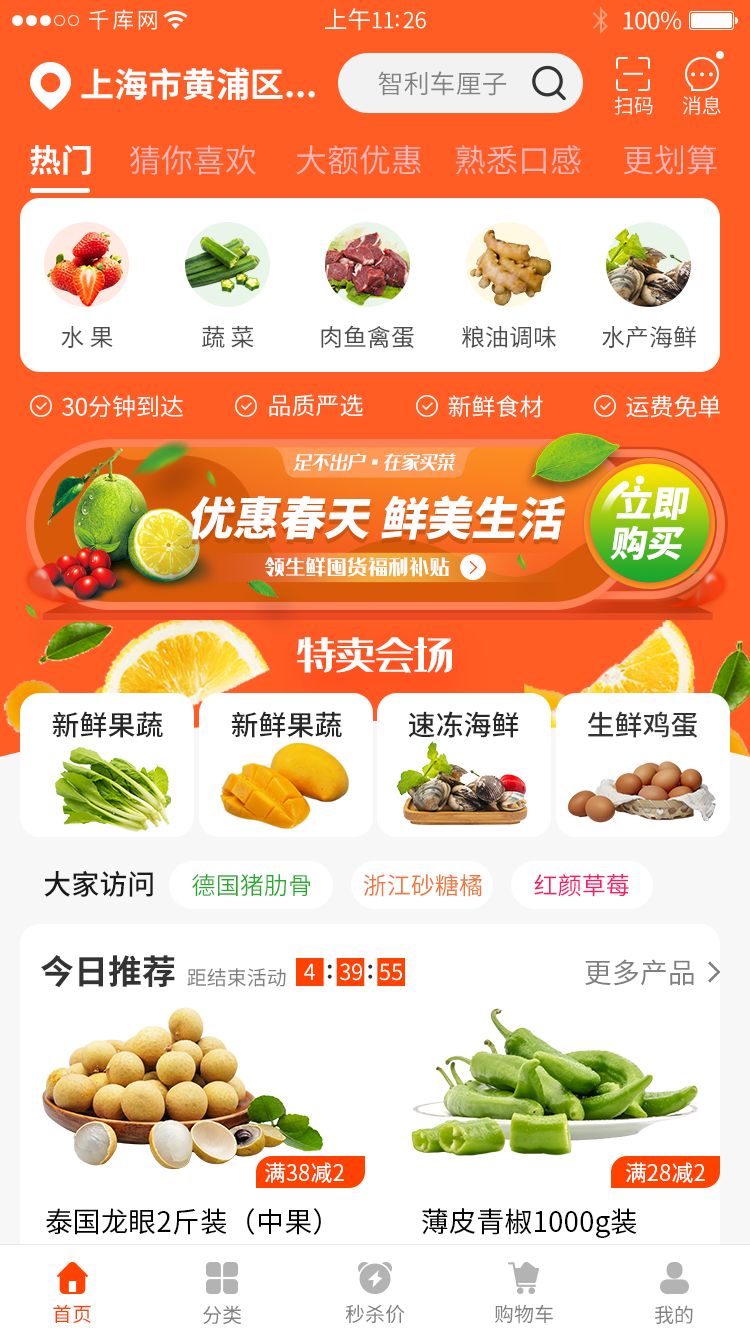 千库网 上午11:26 100%
上海市黄浦区... 智利车厘子
扫码 消息
热门 猜你喜欢 大额优惠 熟悉口感 更划算
水果 蔬菜 肉鱼禽蛋 粮油调味 水产海鲜
30分钟到达 品质严选 新鲜食材 运费免单
足不出户·在家买菜
优惠春天 鲜美生活
领生鲜囤货福利补贴
立即
购买
特卖会场
新鲜果蔬 新鲜果蔬 速冻海鲜 生鲜鸡蛋
大家访问 德国猪肋骨 浙江砂糖橘 红颜草莓
今日推荐 距结束活动 4:39:55 更多产品
满38减2 满28减2
泰国龙眼2斤装（中果） 薄皮青椒1000g装
首页 分类 秒杀价 购物车 我的